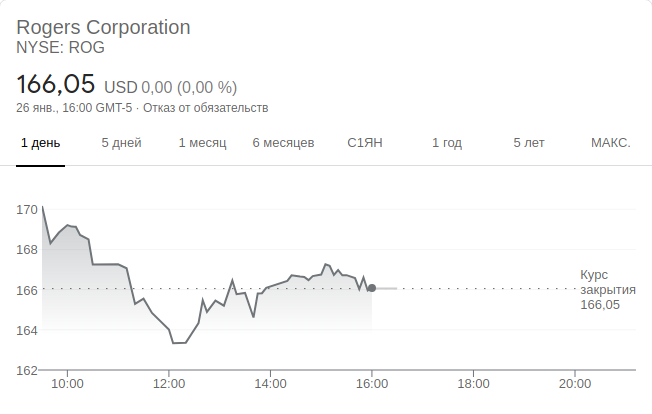 Rogers Corporation
NYSE: ROG
166,05 USD 0,00 (0,00 %)
26 янв., 16:00 GMT-5 · Отказ от обязательств
1 день 5 дней 1 месяц 6 месяцев С1ЯН 1 год 5 лет МАКС.
170
168
166
164
162
Курс
закрытия
166,05
10:00 12:00 14:00 16:00 18:00 20:00